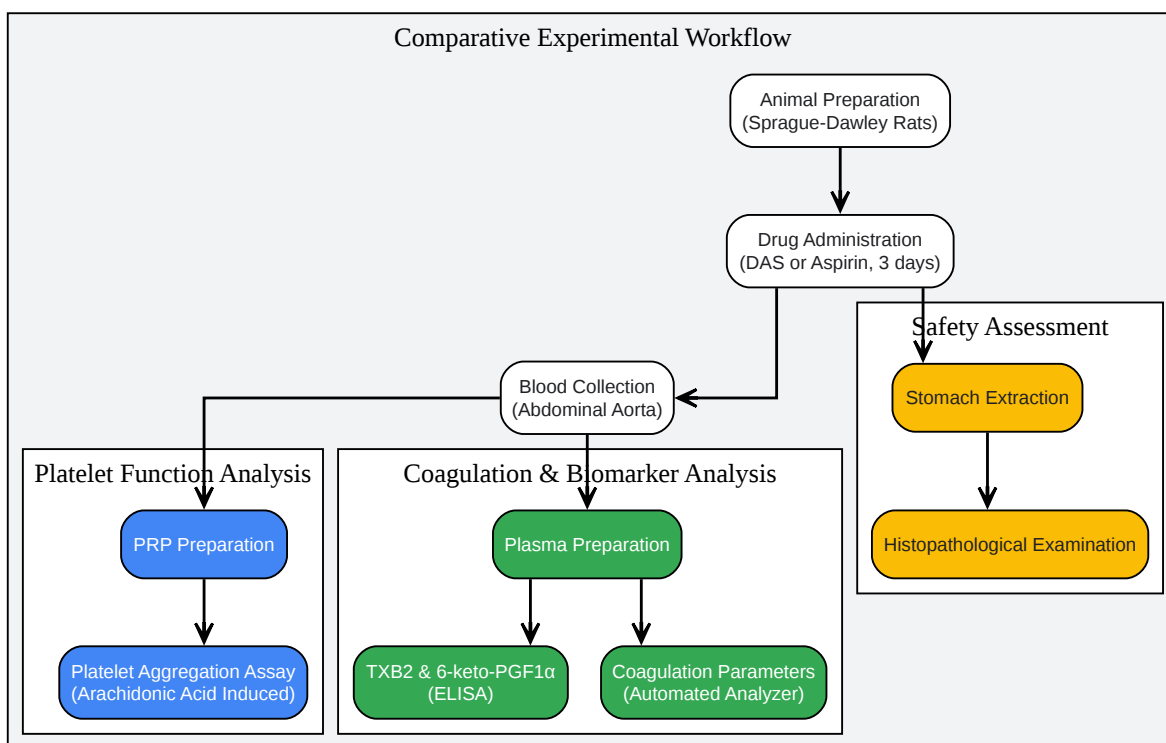 Comparative Experimental Workflow
Animal Preparation
(Sprague-Dawley Rats)
Drug Administration
(DAS or Aspirin, 3 days)
Safety Assessment
Blood Collection
(Abdominal Aorta)
Stomach Extraction
Platelet Function Analysis
Coagulation & Biomarker Analysis
PRP Preparation
Plasma Preparation
Histopathological Examination
Platelet Aggregation Assay
(Arachidonic Acid Induced)
TXB2 & 6-keto-PGF1α
(ELISA)
Coagulation Parameters
(Automated Analyzer)